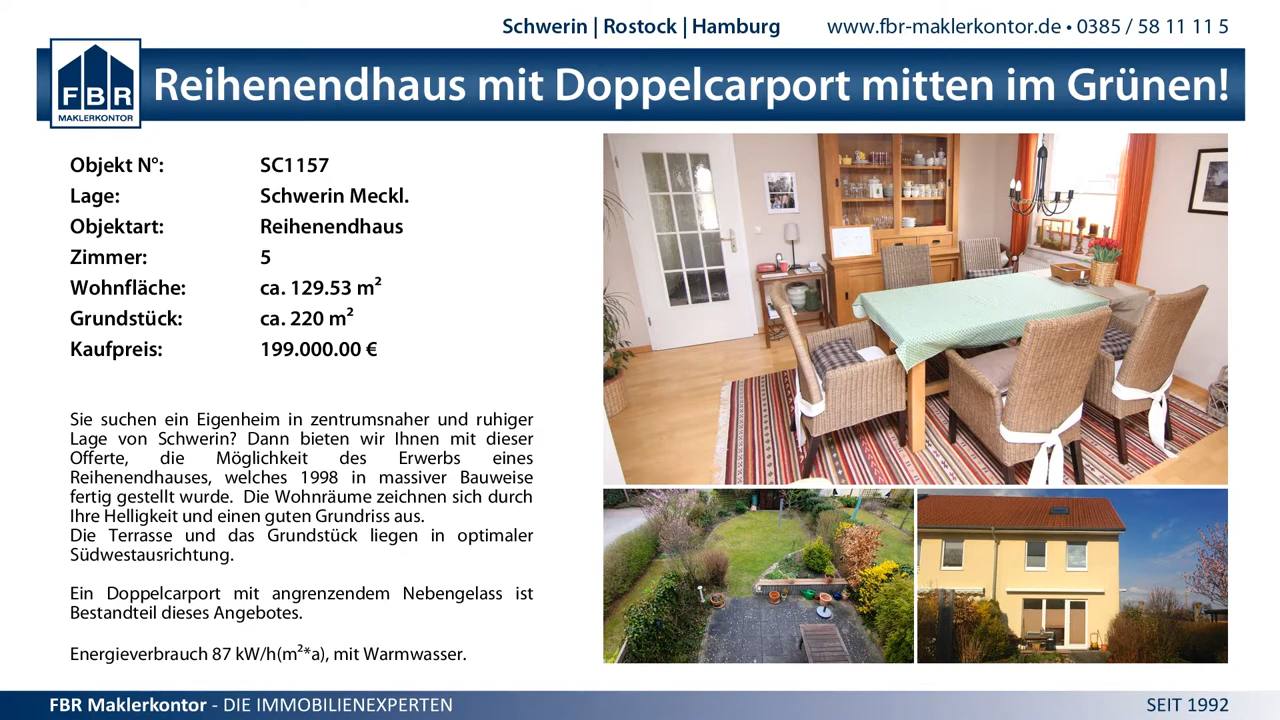 Schwerin | Rostock | Hamburg www.fbr-maklerkontor.de • 0385 / 58 11 11 5
FBR
MAKLERKONTOR
Reihenendhaus mit Doppelcarport mitten im Grünen!
Objekt N°: SC1157
Lage: Schwerin Meckl.
Objektart: Reihenendhaus
Zimmer: 5
Wohnfläche: ca. 129.53 m²
Grundstück: ca. 220 m²
Kaufpreis: 199.000.00 €
Sie suchen ein Eigenheim in zentrumsnaher und ruhiger
Lage von Schwerin? Dann bieten wir Ihnen mit dieser
Offerte, die Möglichkeit des Erwerbs eines
Reihenendhauses, welches 1998 in massiver Bauweise
fertig gestellt wurde. Die Wohnräume zeichnen sich durch
Ihre Helligkeit und einen guten Grundriss aus.
Die Terrasse und das Grundstück liegen in optimaler
Südwestausrichtung.
Ein Doppelcarport mit angrenzendem Nebengelass ist
Bestandteil dieses Angebotes.
Energieverbrauch 87 kW/h(m²*a), mit Warmwasser.
FBR Maklerkontor - DIE IMMOBILIENEXPERTEN SEIT 1992